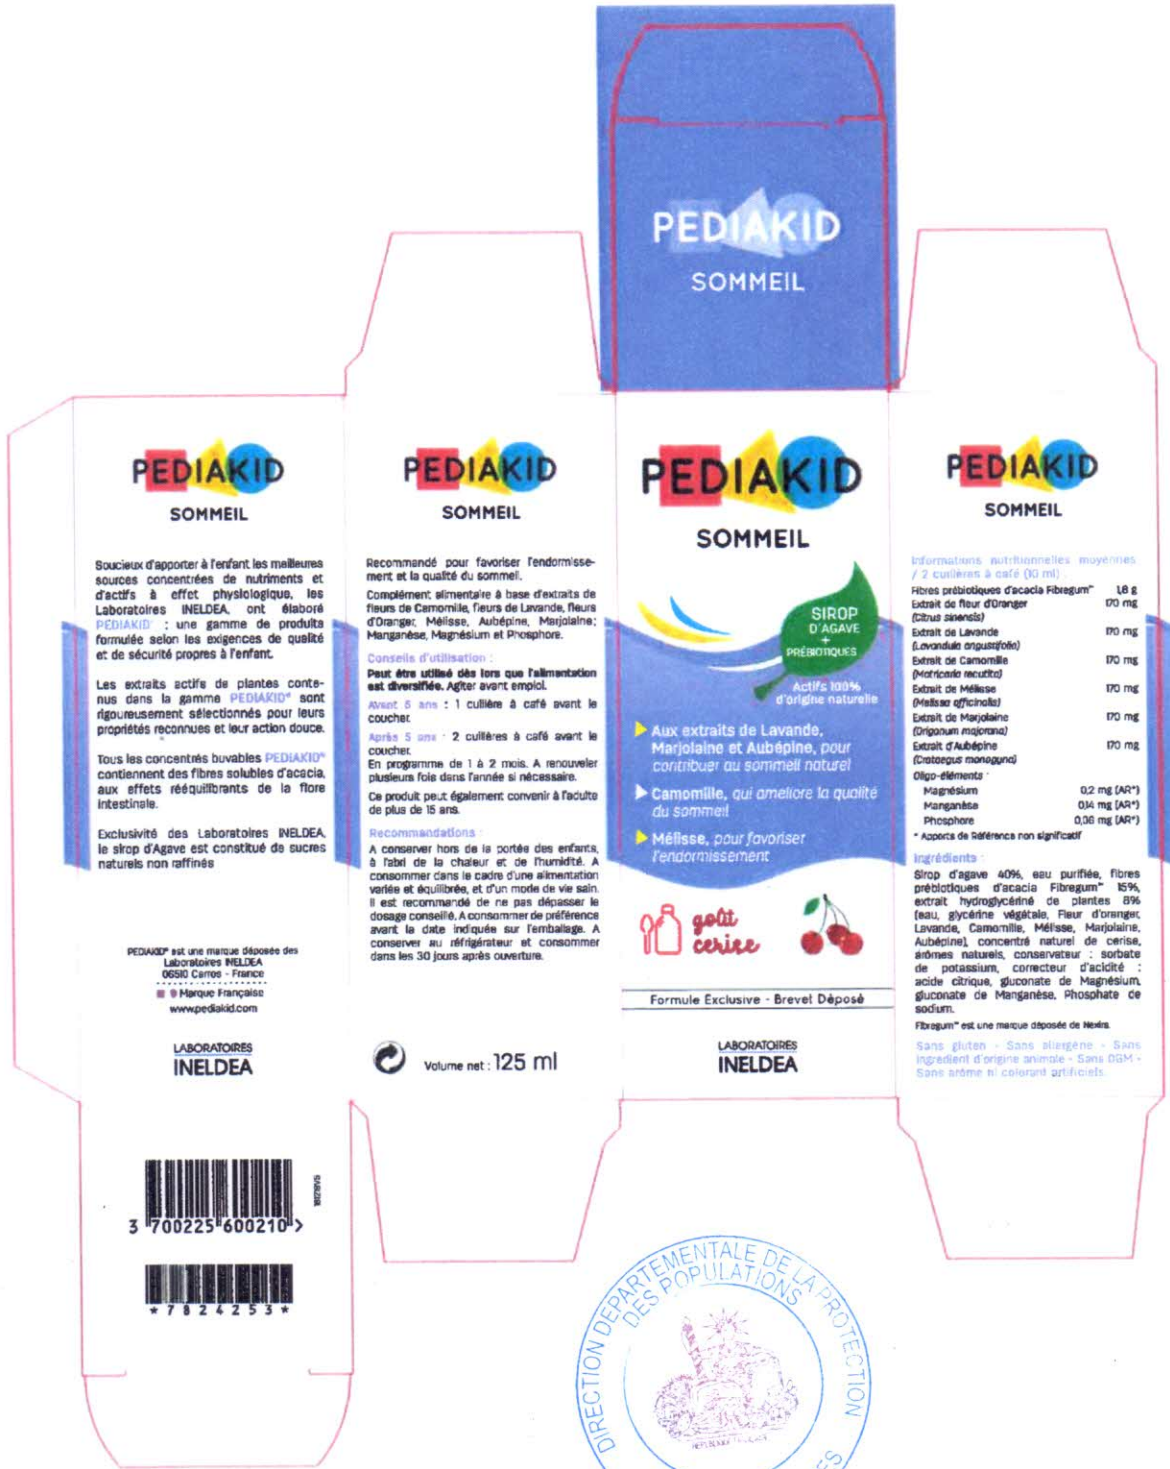 PEDIAKID
SOMMEIL
PEDIAKID
SOMMEIL
Soucieux d'apporter à l'enfant les meilleures
sources concentrées de nutriments et
d'actifs à effet physiologique, les
Laboratoires INELDEA, ont élaboré
PEDIAKID® : une gamme de produits
formulée selon les exigences de qualité
et de sécurité propres à l'enfant.
Les extraits actifs de plantes conte-
nus dans la gamme PEDIAKID® sont
rigoureusement sélectionnés pour leurs
propriétés reconnues et leur action douce.
Tous les concentrés buvables PEDIAKID®
contiennent des fibres solubles d'acacia,
aux effets rééquilibrants de la flore
intestinale.
Exclusivité des Laboratoires INELDEA,
le sirop d'Agave est constitué de sucres
naturels non raffinés
PEDIAKID® est une marque déposée des
Laboratoires INELDEA
06510 Carros - France
Marque Française
www.pediakid.com
LABORATOIRES
INELDEA
3 700225 600210 >
*7824253*
PEDIAKID
SOMMEIL
Recommandé pour favoriser l'endormisse-
ment et la qualité du sommeil.
Complément alimentaire à base d'extraits de
fleurs de Camomille, fleurs de Lavande, fleurs
d'Oranger, Mélisse, Aubépine, Marjolaine;
Manganèse, Magnésium et Phosphore.
Conseils d'utilisation :
Peut être utilisé dès lors que l'alimentation
est diversifiée. Agiter avant emploi.
Avant 5 ans : 1 cuillère à café avant le
coucher.
Après 5 ans : 2 cuillères à café avant le
coucher.
En programme de 1 à 2 mois. A renouveler
plusieurs fois dans l'année si nécessaire.
Ce produit peut également convenir à l'adulte
de plus de 15 ans.
Recommandations :
A conserver hors de la portée des enfants,
à l'abri de la chaleur et de l'humidité. A
consommer dans le cadre d'une alimentation
variée et équilibrée, et d'un mode de vie sain.
Il est recommandé de ne pas dépasser le
dosage conseillé. A consommer de préférence
avant la date indiquée sur l'emballage. A
conserver au réfrigérateur et consommer
dans les 30 jours après ouverture.
Volume net : 125 ml
PEDIAKID
SOMMEIL
SIROP
D'AGAVE
+
PRÉBIOTIQUES
Actifs 100%
d'origine naturelle
Aux extraits de Lavande,
Marjolaine et Aubépine, pour
contribuer au sommeil naturel
Camomille, qui améliore la qualité
du sommeil
Mélisse, pour favoriser
l'endormissement
goût
cerise
Formule Exclusive - Brevet Déposé
LABORATOIRES
INELDEA
PEDIAKID
SOMMEIL
Informations nutritionnelles moyennes
/ 2 cuillères à café (10 ml) :
Fibres prébiotiques d'acacia Fibregum™ 1,8 g
Extrait de fleur d'Oranger 170 mg
(Citrus sinensis)
Extrait de Lavande 170 mg
(Lavandula angustifolia)
Extrait de Camomille 170 mg
(Matricaria recutita)
Extrait de Mélisse 170 mg
(Melissa officinalis)
Extrait de Marjolaine 170 mg
(Origanum majorana)
Extrait d'Aubépine 170 mg
(Crataegus monogyna)
Oligo-éléments :
Magnésium 0,2 mg (AR*)
Manganèse 0,14 mg (AR*)
Phosphore (AR*)
* Apports de Référence non significatif
Ingrédients :
Sirop d'agave 40%, eau purifiée, fibres
prébiotiques d'acacia Fibregum™ 15%,
extrait hydroglycériné de plantes 8%
(eau, glycérine végétale, Fleur d'oranger,
Lavande, Camomille, Mélisse, Marjolaine,
Aubépine), concentré naturel de cerise,
arômes naturels, conservateur : sorbate
de potassium, correcteur d'acidité :
acide citrique, gluconate de Magnésium,
gluconate de Manganèse, Phosphate de
sodium.
Fibregum™ est une marque déposée de Nexira.
Sans gluten - Sans allergène - Sans
ingrédient d'origine animale - Sans OGM -
Sans arôme ni colorant artificiels.
DIRECTION DEPARTEMENTALE DE LA PROTECTION
DES POPULATIONS